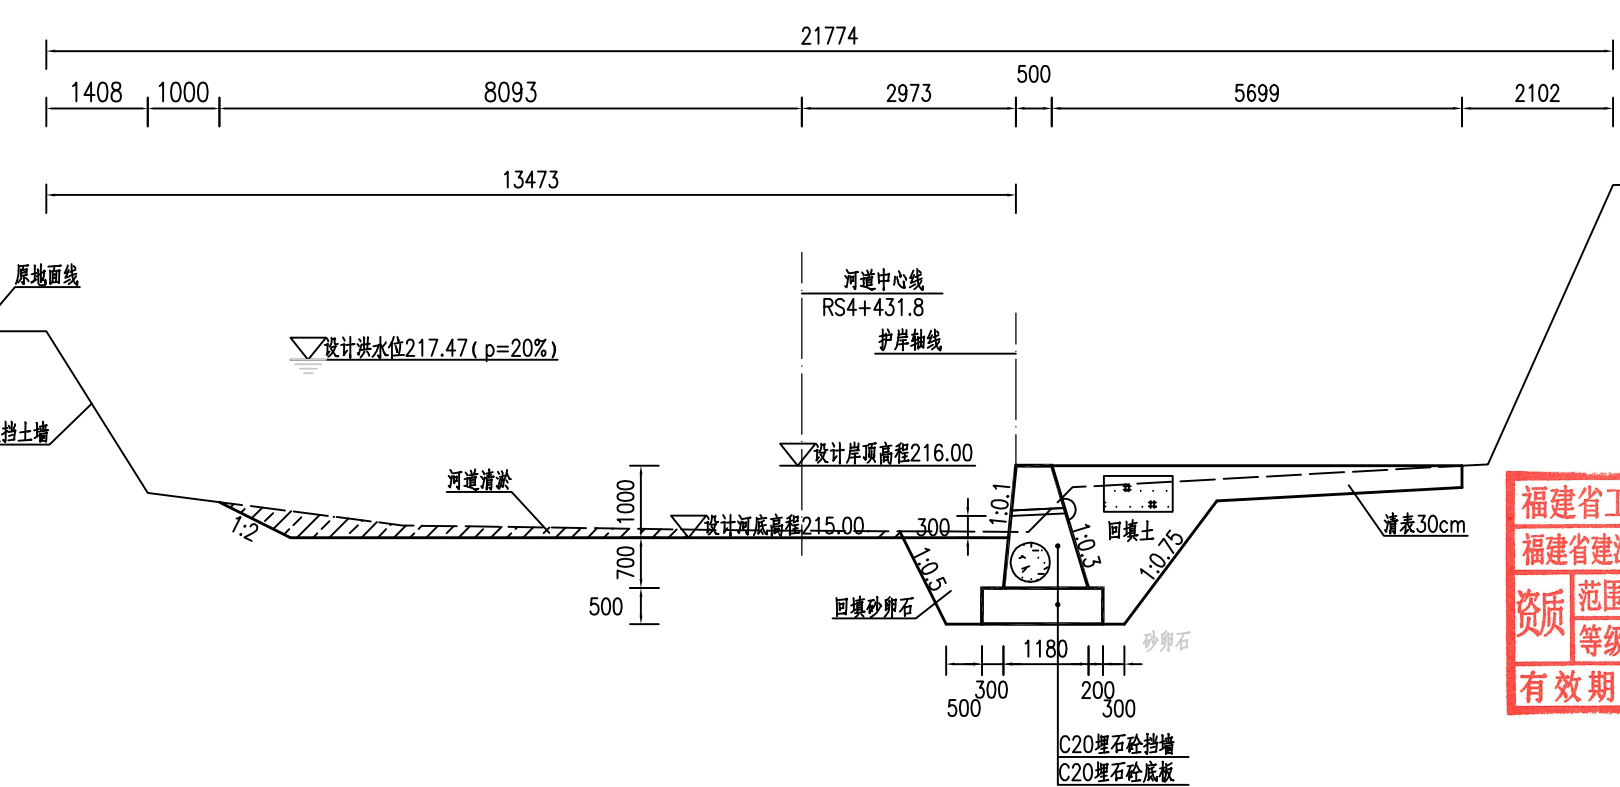 21774
500
1408
1000
8093
2973
5699
2102
13473
原地面线
河道中心线
RS4+431.8
护岸轴线
设计洪水位217.47( p=20%)
挡土墙
设计岸顶高程216.00
河道清淤
1000
1:0.1
设计河底高程215.00
300
1:2
1:0.3
回填土
清表30cm
1:0.75
700
1:0.5
500
回填砂卵石
砂卵石
1180
300
200
500
300
C20埋石砼挡墙
C20埋石砼底板
福建省工
福建省建
资质
范围
等级
有效期